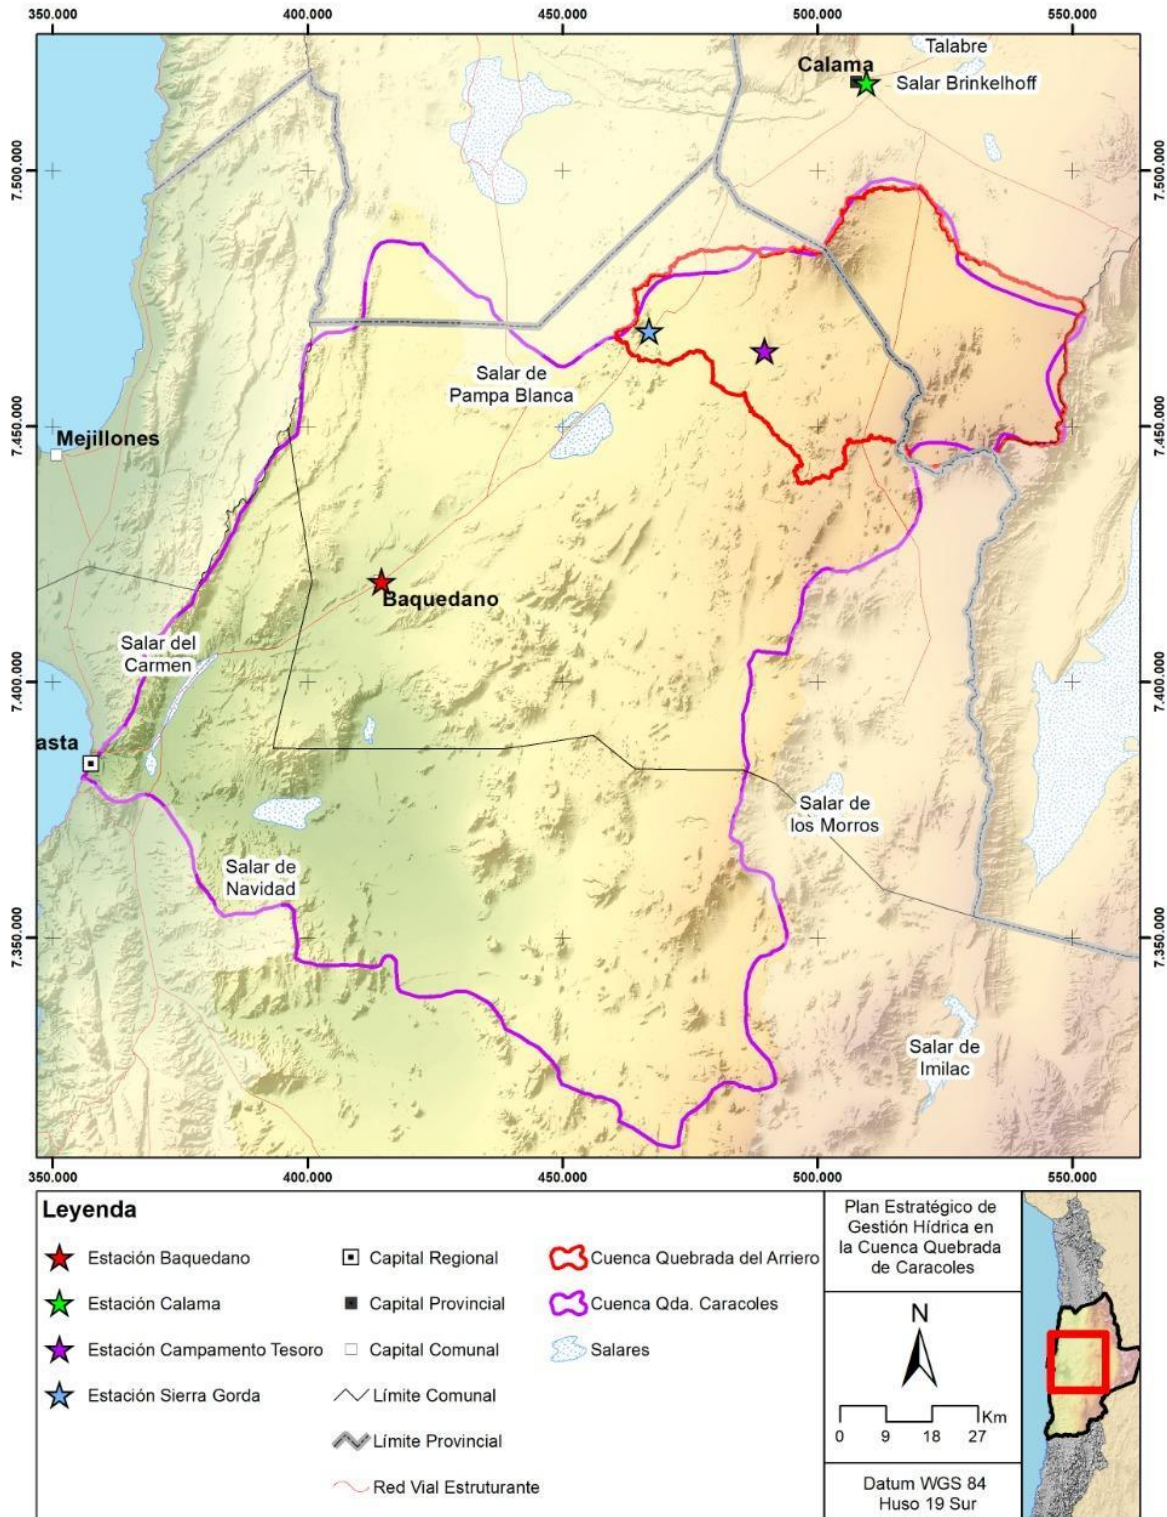 350.000
400.000
450.000
500.000
550.000
Talabre
Calama
Salar Brinkelhoff
7.500.000
7.500.000
Salar de
Pampa Blanca
7.450.000
Mejillones
7.450.000
Baquedano
Salar del
Carmen
7.400.000
7.400.000
asta
Salar de
los Morros
Salar de
Navidad
7.350.000
7.350.000
Salar de
Imilac
350.000
400.000
450.000
500.000
550.000
Leyenda
Estación Baquedano
Estación Calama
Estación Campamento Tesoro
Estación Sierra Gorda
Capital Regional
Capital Provincial
Capital Comunal
Límite Comunal
Límite Provincial
Red Vial Estruturante
Cuenca Quebrada del Arriero
Cuenca Qda. Caracoles
Salares
Plan Estratégico de
Gestión Hídrica en
la Cuenca Quebrada
de Caracoles
N
Km
0 9 18 27
Datum WGS 84
Huso 19 Sur